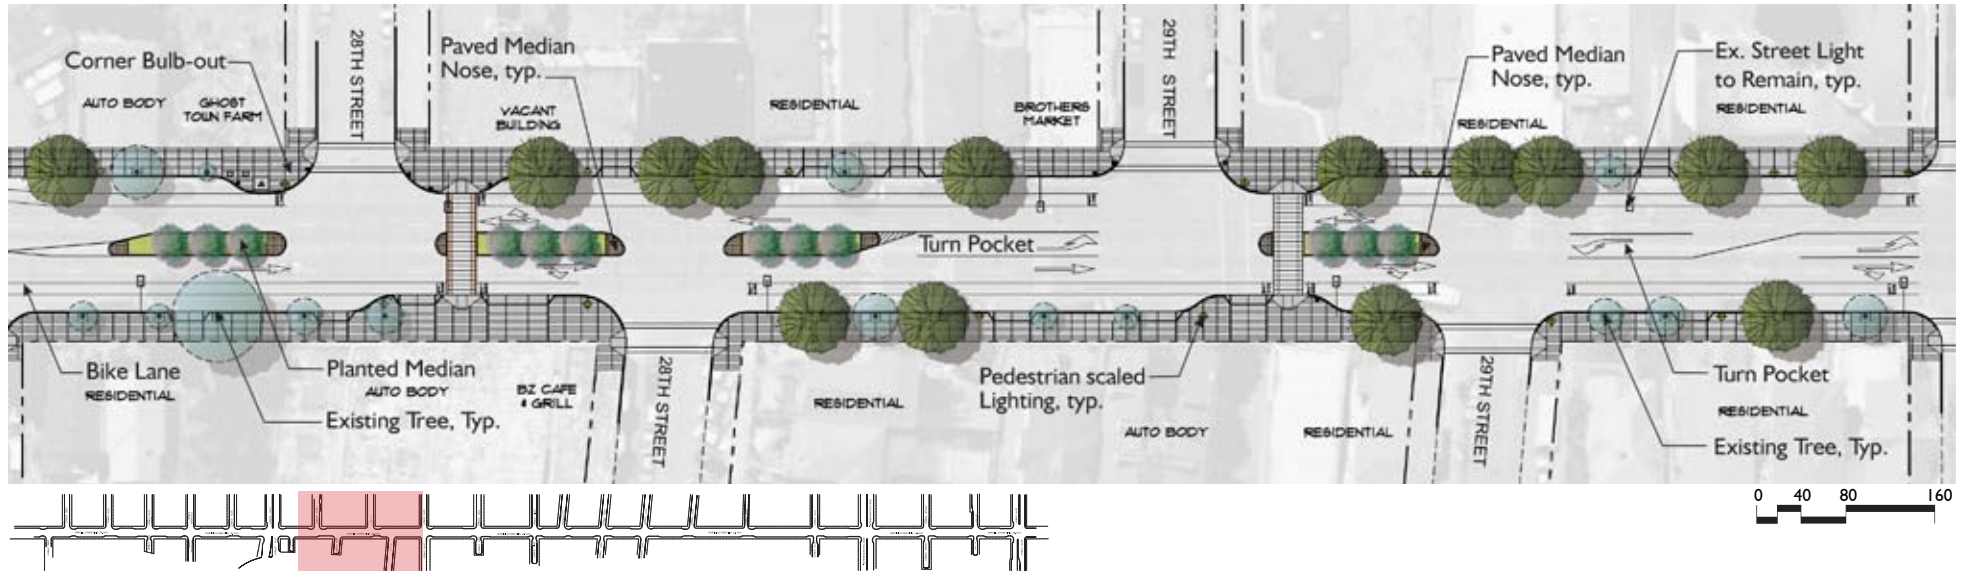 Corner Bulb-out
AUTO BODY
GHOST
TOWN FARM
28TH STREET
Paved Median
Nose, typ.
VACANT
BUILDING
RESIDENTIAL
BROTHERS
MARKET
29TH STREET
Paved Median
Nose, typ.
RESIDENTIAL
Ex. Street Light
to Remain, typ.
RESIDENTIAL
Turn Pocket
Bike Lane
RESIDENTIAL
Planted Median
AUTO BODY
Existing Tree, Typ.
BZ CAFE
& GRILL
28TH STREET
RESIDENTIAL
Pedestrian scaled
Lighting, typ.
AUTO BODY
RESIDENTIAL
29TH STREET
Turn Pocket
RESIDENTIAL
Existing Tree, Typ.
0 40 80 160